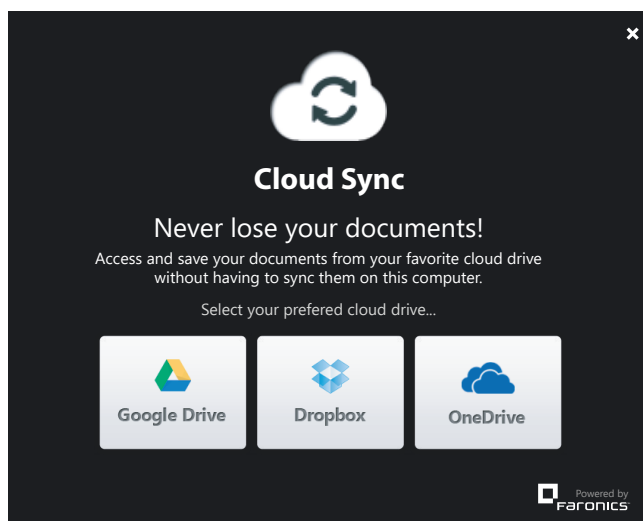 Cloud Sync
Never lose your documents!
Access and save your documents from your favorite cloud drive
without having to sync them on this computer.
Select your prefered cloud drive...
Google Drive
Dropbox
OneDrive
Powered by
Faronics